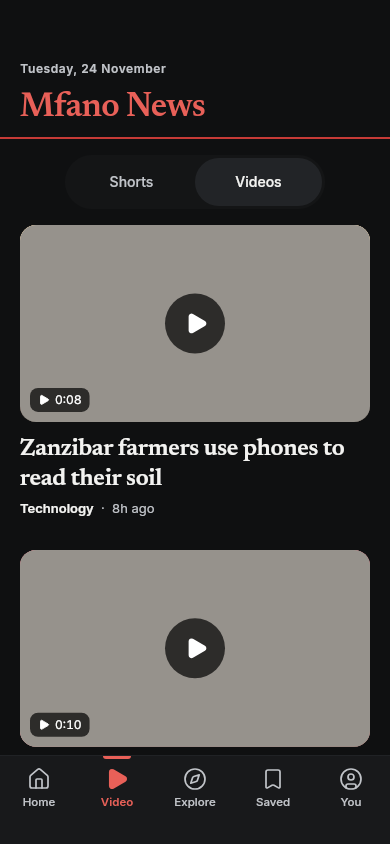 Tuesday, 24 November
Mfano News
Shorts
Videos
0:08
Zanzibar farmers use phones to
read their soil
Technology · 8h ago
0:10
Home
Video
Explore
Saved
You